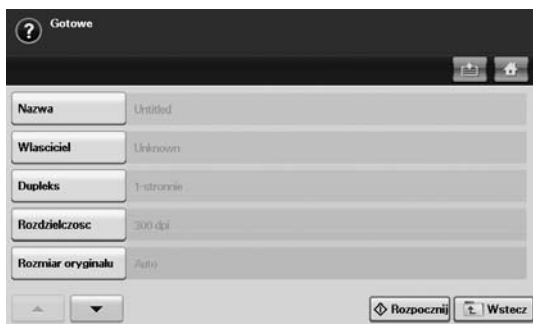 Gotowe
Nazwa Untitled
Wlasciciel Unknown
Dupleks 1-stronnie
Rozdzielczosc 300 dpi
Rozmiar oryginalu Auto
Rozpocznij Wstecz